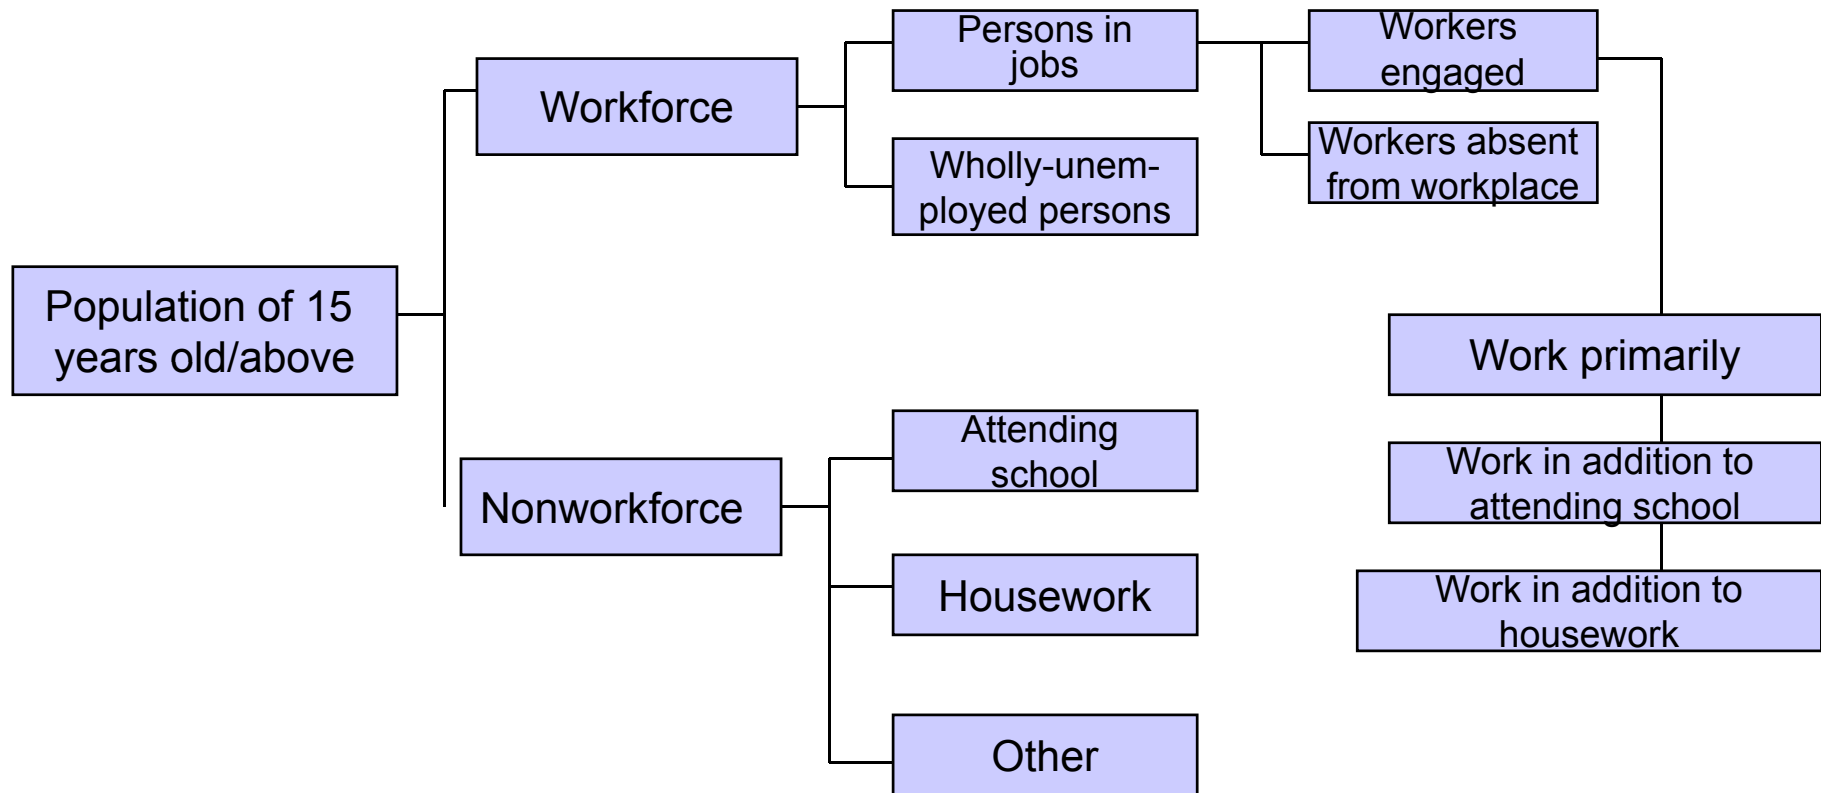 Population of 15
years old/above
Workforce
Persons in
jobs
Wholly-unem-
ployed persons
Workers
engaged
Workers absent
from workplace
Work primarily
Work in addition to
attending school
Work in addition to
housework
Nonworkforce
Attending
school
Housework
Other